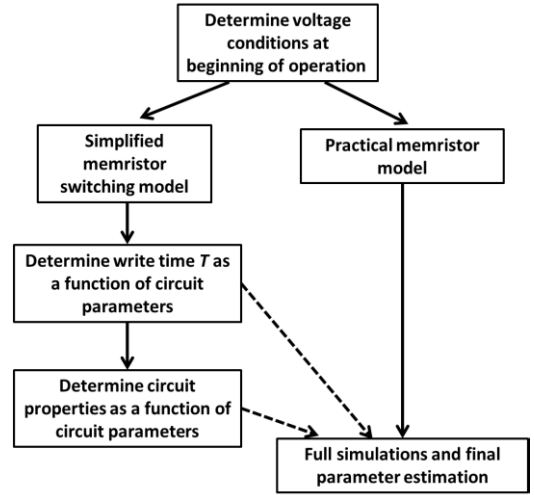 Determine voltage
conditions at
beginning of operation
Simplified
memristor
switching model
Practical memristor
model
Determine write time T as
a function of circuit
parameters
Determine circuit
properties as a function of
circuit parameters
Full simulations and final
parameter estimation